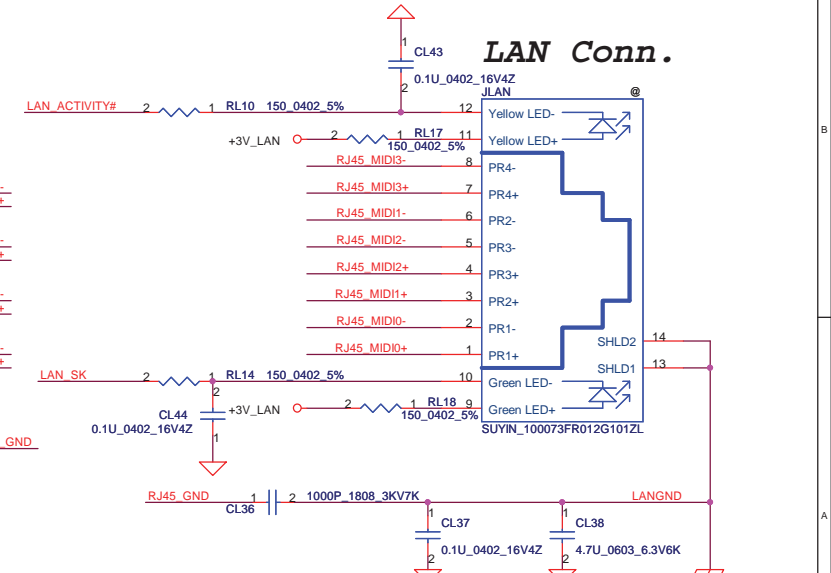 LAN Conn.
1
CL43
0.1U_0402_16V4Z
2
JLAN
@
LAN_ACTIVITY#
2
1
RL10
150_0402_5%
12
Yellow LED-
+3V_LAN
2
1
RL17
150_0402_5%
11
Yellow LED+
B
RJ45_MIDI3-
8
PR4-
RJ45_MIDI3+
7
PR4+
-
+
RJ45_MIDI1-
6
PR2-
RJ45_MIDI2-
5
PR3-
-
+
RJ45_MIDI2+
4
PR3+
RJ45_MIDI1+
3
PR2+
-
+
RJ45_MIDI0-
2
PR1-
SHLD2
14
RJ45_MIDI0+
1
PR1+
-
+
SHLD1
13
LAN_SK
2
1
RL14
150_0402_5%
10
Green LED-
2
CL44
0.1U_0402_16V4Z
1
+3V_LAN
2
1
RL18
150_0402_5%
9
Green LED+
SUYIN_100073FR012G101ZL
_GND
RJ45_GND
1
2
1000P_1808_3KV7K
CL36
LANGND
A
1
CL37
0.1U_0402_16V4Z
2
1
CL38
4.7U_0603_6.3V6K
2